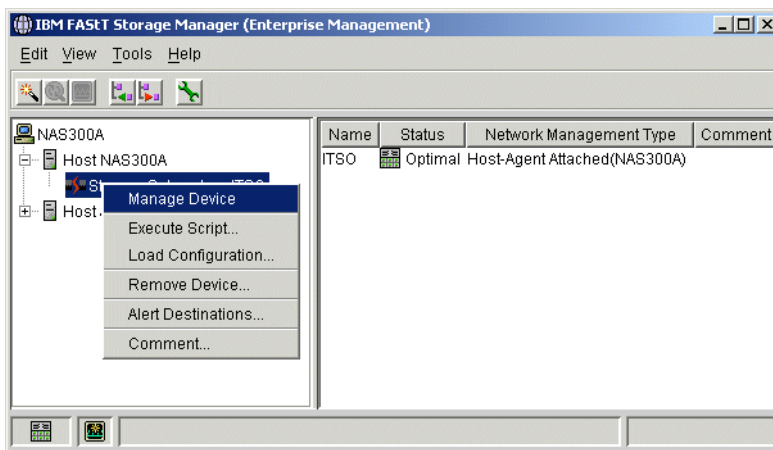 IBM FAStT Storage Manager (Enterprise Management)
Edit View Tools Help
NAS300A
Host NAS300A
Host
Manage Device
Execute Script...
Load Configuration...
Remove Device...
Alert Destinations...
Comment...
Name Status Network Management Type Comment
ITSO Optimal Host-Agent Attached(NAS300A)